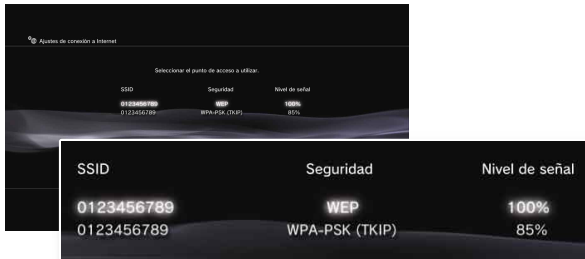 Ajustes de conexión a Internet
Seleccionar el punto de acceso a utilizar.
SSID Seguridad Nivel de señal
0123456789 WEP 100%
0123456789 WPA-PSK (TKIP) 85%
SSID Seguridad Nivel de señal
0123456789 WEP 100%
0123456789 WPA-PSK (TKIP) 85%